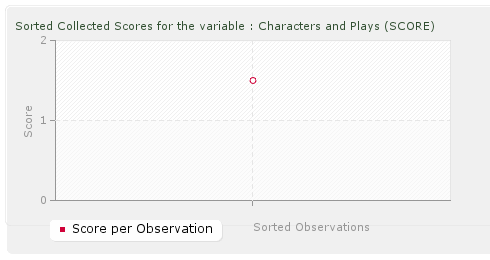 Sorted Collected Scores for the variable : Characters and Plays (SCORE)
2
1
0
Score
Sorted Observations
Score per Observation